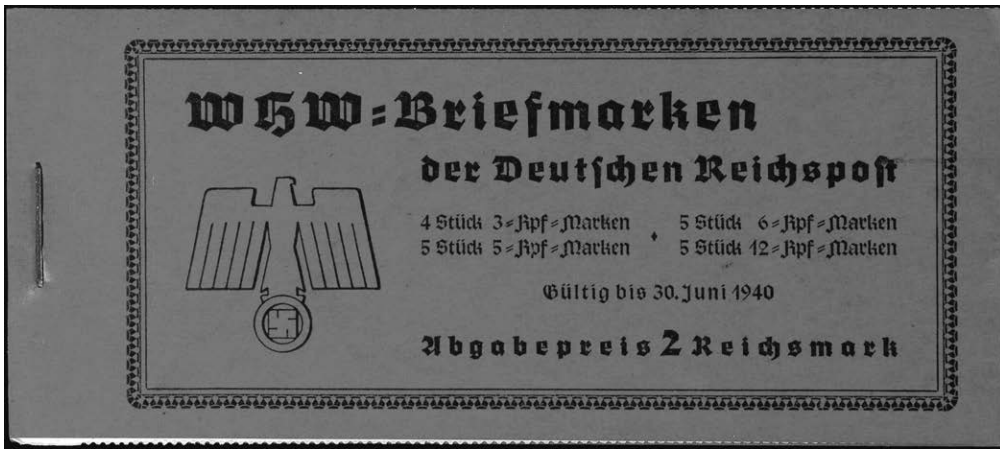 WHW=Briefmarken
der Deutschen Reichspost
4 Stück 3=Rpf=Marken • 5 Stück 6=Rpf=Marken
5 Stück 5=Rpf=Marken 5 Stück 12=Rpf=Marken
Gültig bis 30. Juni 1940
Abgabepreis 2 Reichsmark